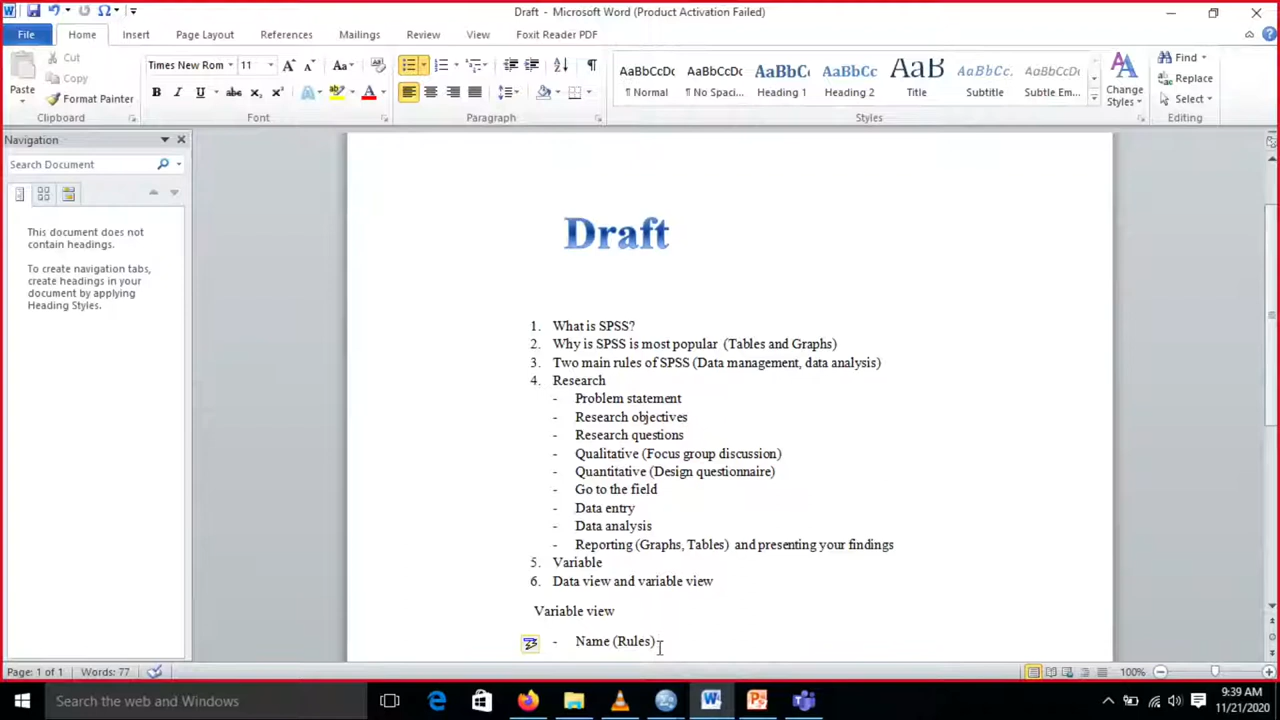 Draft - Microsoft Word (Product Activation Failed)
File Home Insert Page Layout References Mailings Review View Foxit Reader PDF
Cut
Copy
Format Painter
Paste
Clipboard
Times New Rom 11
Font
Paragraph
AaBbCcDc AaBbCcDc AaBbC AaBbCc AaB AaBbCc. AaBbCcDc
¶ Normal ¶ No Spaci... Heading 1 Heading 2 Title Subtitle Subtle Em...
Styles
Change Styles
Find
Replace
Select
Editing
Navigation
Search Document
This document does not
contain headings.
To create navigation tabs,
create headings in your
document by applying
Heading Styles.
Draft
1. What is SPSS?
2. Why is SPSS is most popular (Tables and Graphs)
3. Two main rules of SPSS (Data management, data analysis)
4. Research
- Problem statement
- Research objectives
- Research questions
- Qualitative (Focus group discussion)
- Quantitative (Design questionnaire)
- Go to the field
- Data entry
- Data analysis
- Reporting (Graphs, Tables) and presenting your findings
5. Variable
6. Data view and variable view
Variable view
- Name (Rules)
Page: 1 of 1 Words: 77 100%
Search the web and Windows
9:39 AM
11/21/2020